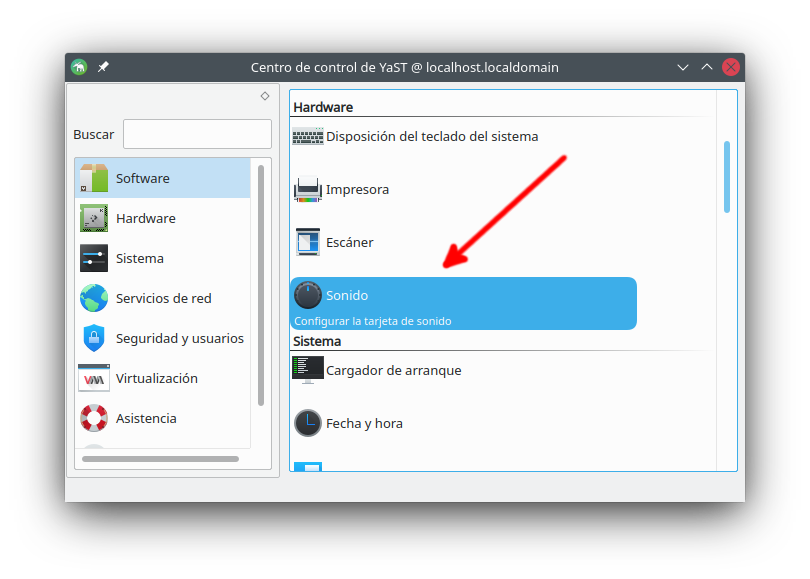 Centro de control de YaST @ localhost.localdomain
Buscar
Software
Hardware
Sistema
Servicios de red
Seguridad y usuarios
Virtualización
Asistencia
Hardware
Disposición del teclado del sistema
Impresora
Escáner
Sonido
Configurar la tarjeta de sonido
Sistema
Cargador de arranque
Fecha y hora